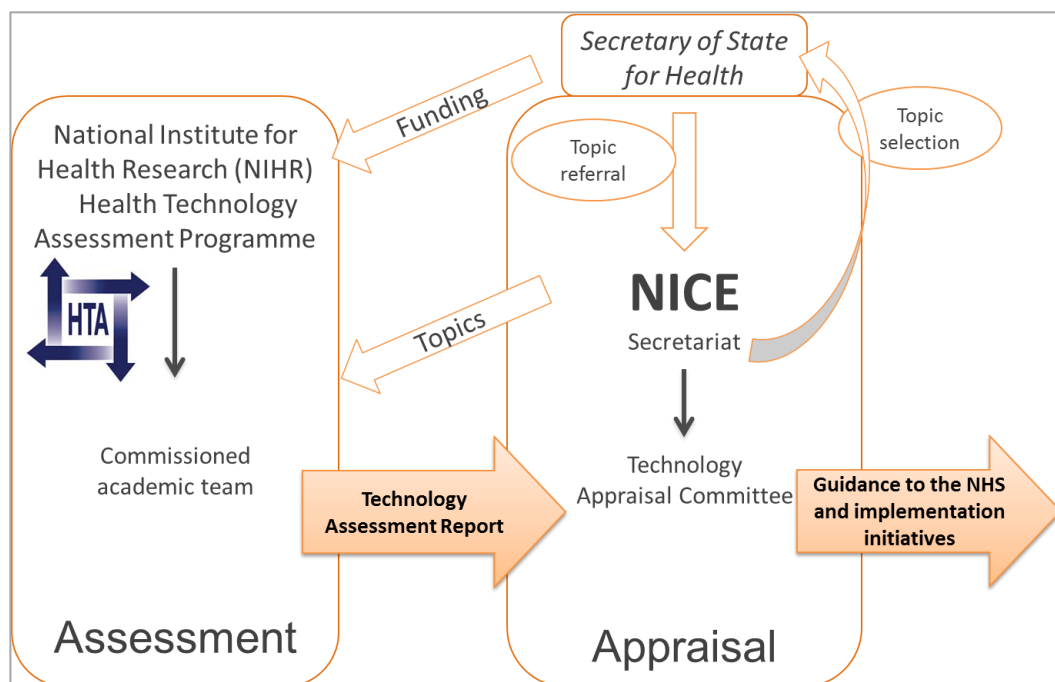 Secretary of State
for Health
Funding
Topic
selection
National Institute for
Health Research (NIHR)
Health Technology
Assessment Programme
Topic
referral
HTA
NICE
Secretariat
Topics
Commissioned
academic team
Technology
Assessment Report
Technology
Appraisal Committee
Guidance to the NHS
and implementation
initiatives
Assessment
Appraisal